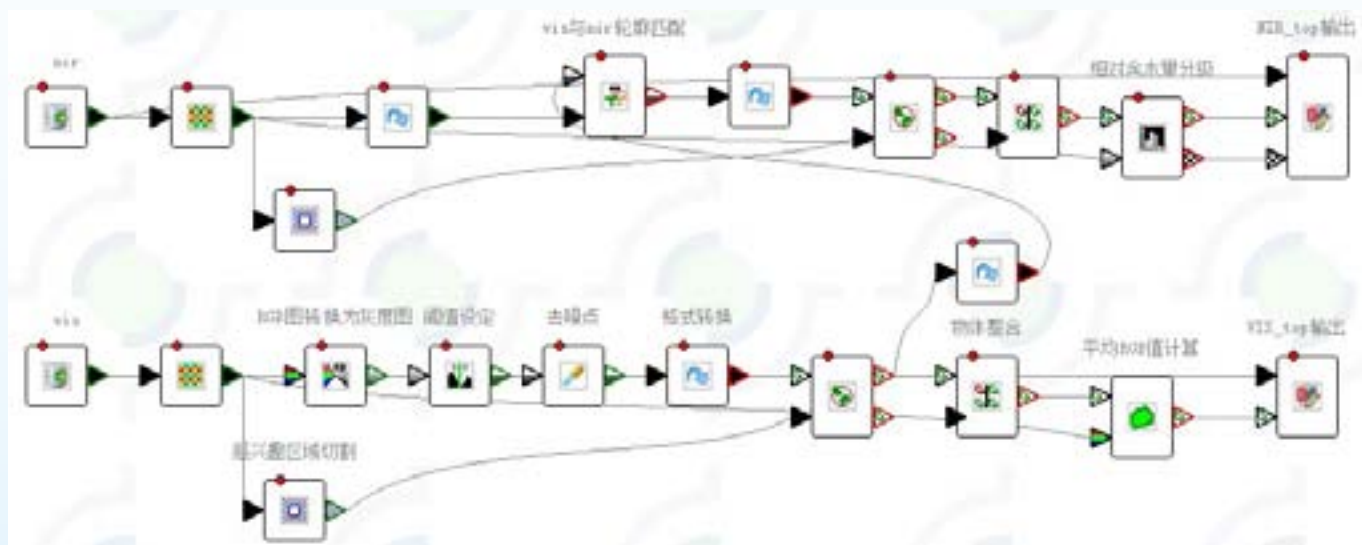 vis与nir轮廓匹配
NIR_top输出
nir
相对含水量分级
vis
RGB图转换为灰度图
阈值设定
去噪点
格式转换
物体整合
VIS_top输出
平均RGB值计算
感兴趣区域切割